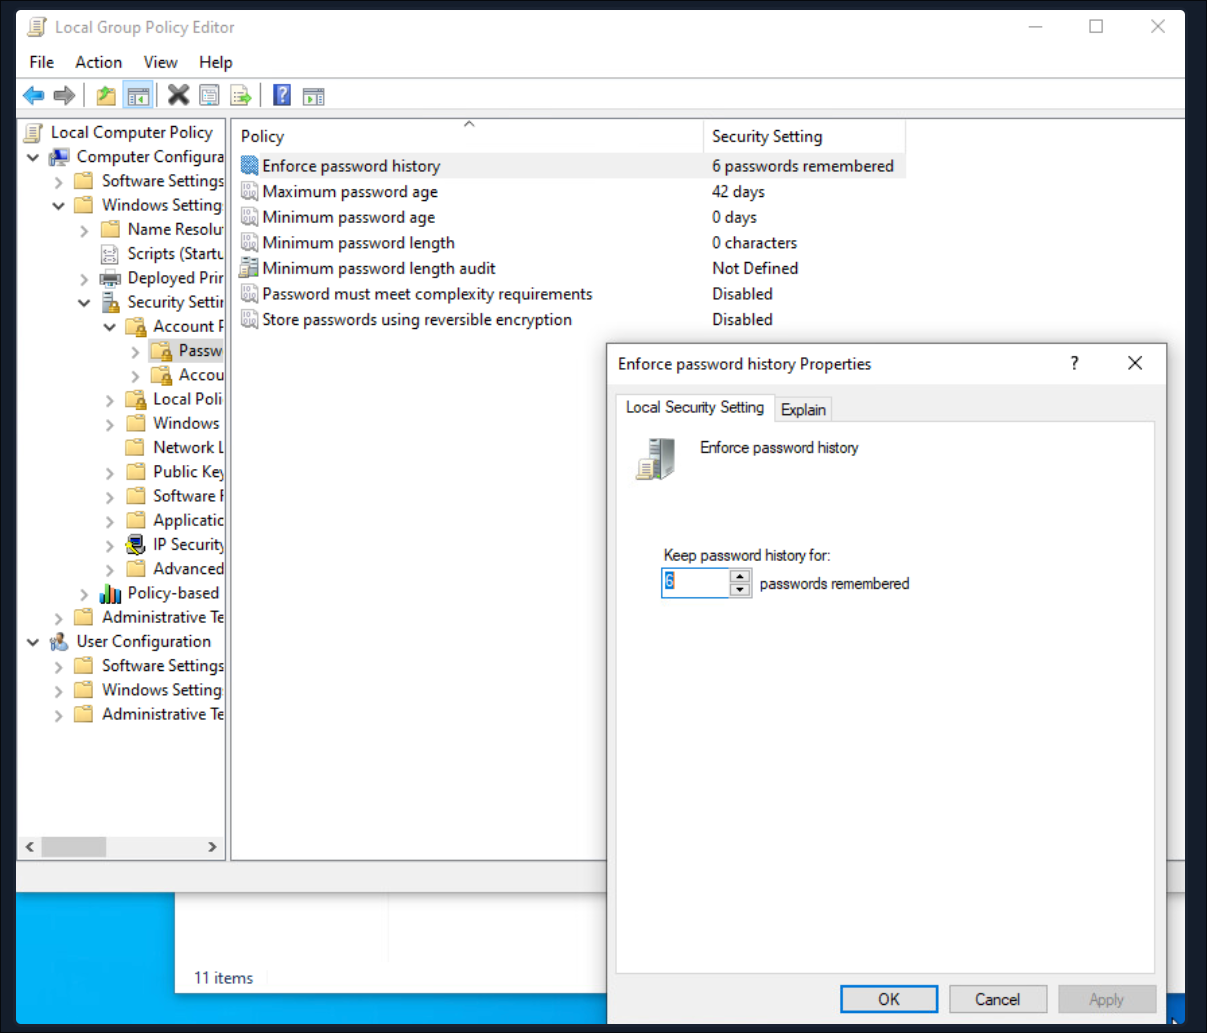 Local Group Policy Editor
File Action View Help
Local Computer Policy
Computer Configura
Software Settings
Windows Setting
Name Resolu
Scripts (Startu
Deployed Prin
Security Settin
Account P
Passw
Accou
Local Poli
Windows
Network L
Public Key
Software R
Applicatio
IP Security
Advanced
Policy-based
Administrative Te
User Configuration
Software Settings
Windows Setting
Administrative Te
Policy Security Setting
Enforce password history 6 passwords remembered
Maximum password age 42 days
Minimum password age 0 days
Minimum password length 0 characters
Minimum password length audit Not Defined
Password must meet complexity requirements Disabled
Store passwords using reversible encryption Disabled
Enforce password history Properties ?
Local Security Setting Explain
Enforce password history
Keep password history for:
6 passwords remembered
OK Cancel Apply
11 items